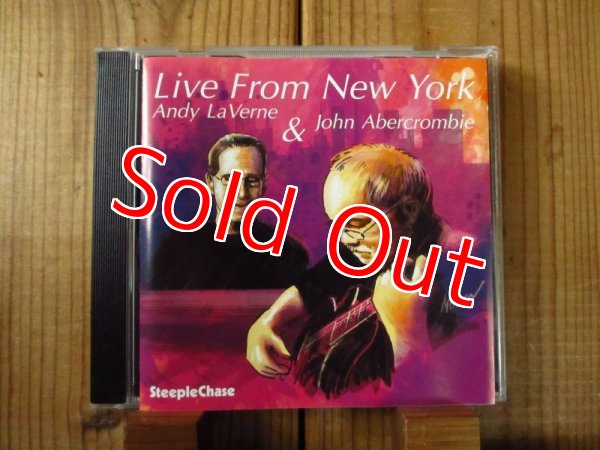 Live From New York
Andy LaVerne
& John Abercrombie
Sold Out
SteepleChase